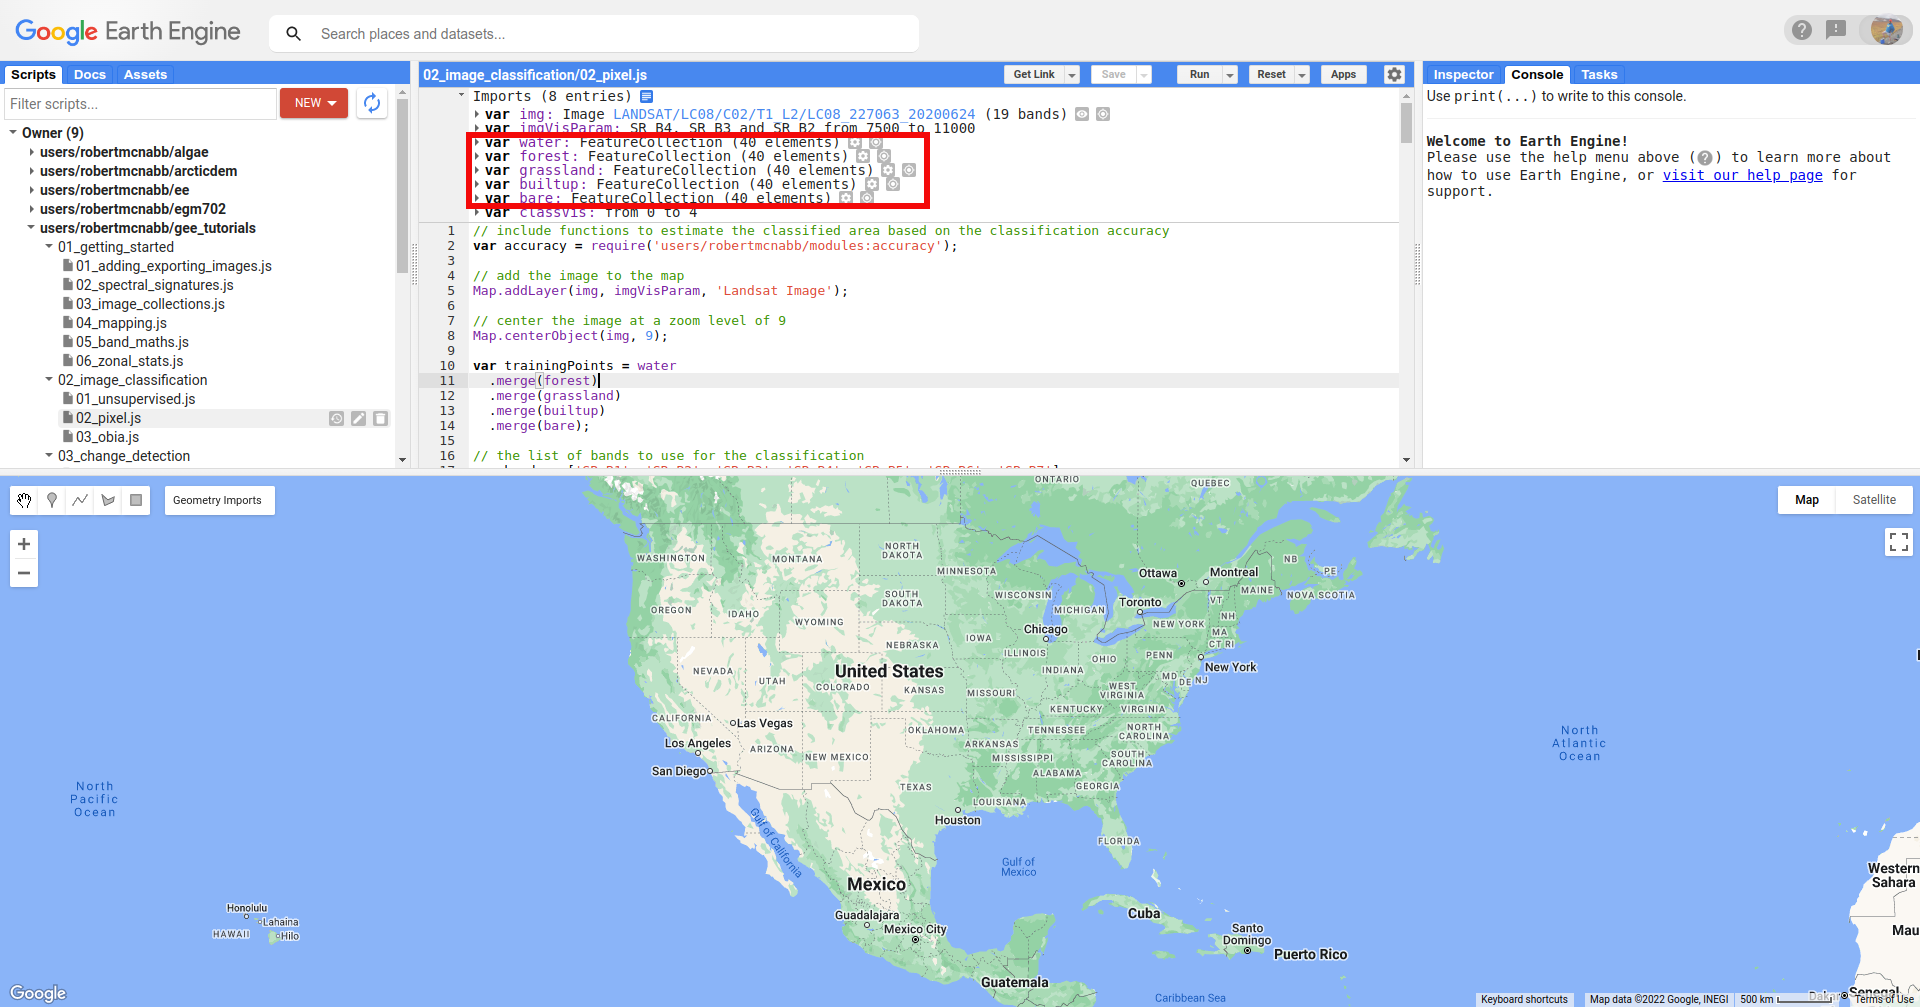 Google Earth Engine
Search places and datasets...
Scripts Docs Assets
Filter scripts...
NEW
Owner (9)
users/robertmcnabb/algae
users/robertmcnabb/arcticdem
users/robertmcnabb/ee
users/robertmcnabb/egm702
users/robertmcnabb/gee_tutorials
01_getting_started
01_adding_exporting_images.js
02_spectral_signatures.js
03_image_collections.js
04_mapping.js
05_band_maths.js
06_zonal_stats.js
02_image_classification
01_unsupervised.js
02_pixel.js
03_obia.js
03_change_detection
02_image_classification/02_pixel.js
Get Link Save Run Reset Apps
Imports (8 entries)
var img: Image LANDSAT/LC08/C02/T1_L2/LC08_227063_20200624 (19 bands)
var imgVisParam: SR_B4, SR_B3 and SR_B2 from 7500 to 11000
var water: FeatureCollection (40 elements)
var forest: FeatureCollection (40 elements)
var grassland: FeatureCollection (40 elements)
var builtup: FeatureCollection (40 elements)
var bare: FeatureCollection (40 elements)
var classVis: from 0 to 4
1 // include functions to estimate the classified area based on the classification accuracy
2 var accuracy = require('users/robertmcnabb/modules:accuracy');
3
4 // add the image to the map
5 Map.addLayer(img, imgVisParam, 'Landsat Image');
6
7 // center the image at a zoom level of 9
8 Map.centerObject(img, 9);
9
10 var trainingPoints = water
11 .merge(forest)
12 .merge(grassland)
13 .merge(builtup)
14 .merge(bare);
15
16 // the list of bands to use for the classification
Inspector Console Tasks
Use print(...) to write to this console.
Welcome to Earth Engine!
Please use the help menu above (?) to learn more about
how to use Earth Engine, or visit our help page for
support.
Geometry Imports
Map Satellite
+
−
ONTARIO
QUEBEC
WASHINGTON
MONTANA
NORTH
DAKOTA
MINNESOTA
Ottawa
Montreal
NB
PE
MAINE
NOVA SCOTIA
OREGON
IDAHO
SOUTH
DAKOTA
WISCONSIN
MICHIGAN
Toronto
VT
NH
WYOMING
NEW YORK
MA
CT RI
Chicago
IOWA
NEBRASKA
ILLINOIS
INDIANA
OHIO
PENN
New York
NEVADA
UTAH
United States
COLORADO
KANSAS
MISSOURI
WEST
VIRGINIA
MD
DE
NJ
KENTUCKY
VIRGINIA
CALIFORNIA
Las Vegas
OKLAHOMA
TENNESSEE
NORTH
CAROLINA
Los Angeles
ARIZONA
NEW MEXICO
ARKANSAS
MISSISSIPPI
SOUTH
CAROLINA
San Diego
TEXAS
ALABAMA
GEORGIA
LOUISIANA
Houston
FLORIDA
Gulf of California
Gulf of
Mexico
North
Pacific
Ocean
North
Atlantic
Ocean
Mexico
Guadalajara
Mexico City
Cuba
Santo
Domingo
Puerto Rico
Guatemala
Caribbean Sea
Honolulu
Lahaina
HAWAII
Hilo
Western
Sahara
Mau
Senegal
Google
Keyboard shortcuts
Map data ©2022 Google, INEGI
500 km
Terms of Use